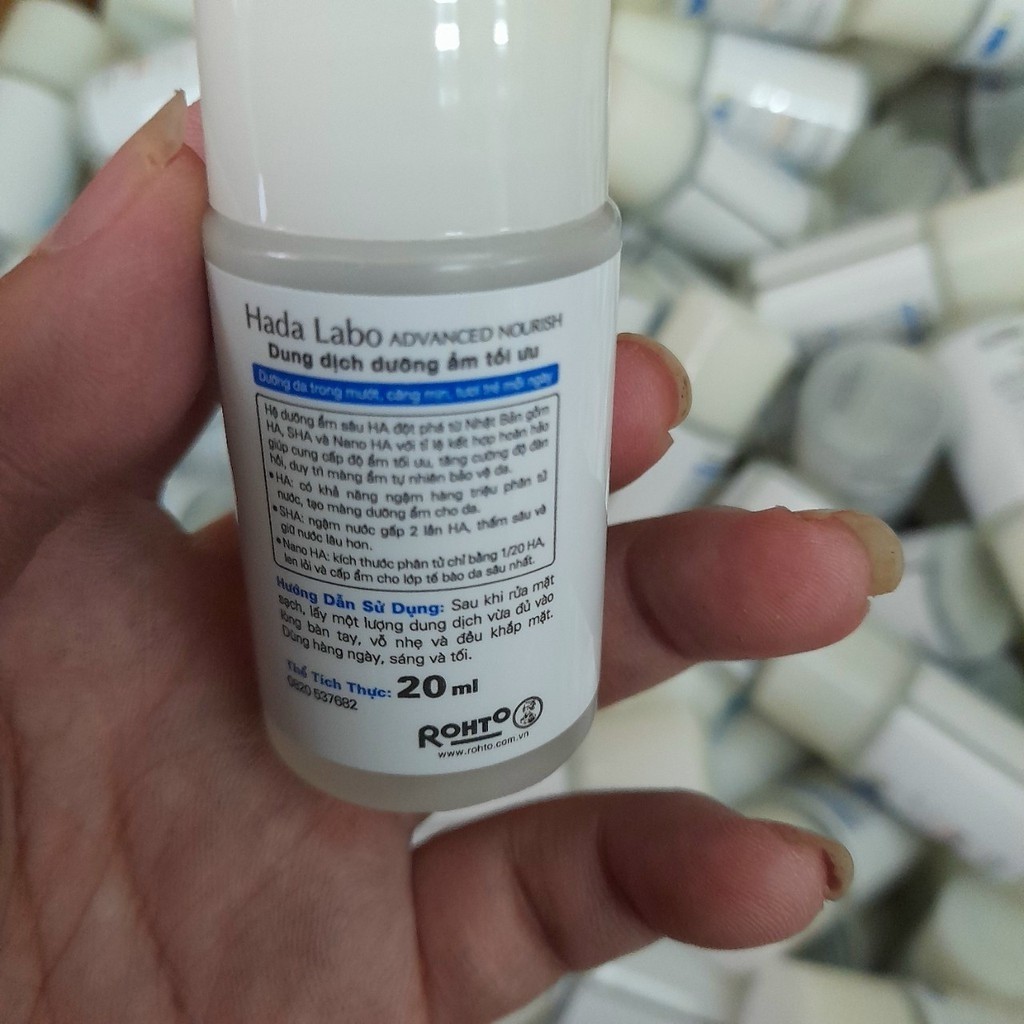 Hada Labo ADVANCED NOURISH
Dung dịch dưỡng ẩm tối ưu
Dưỡng da trong mướt, căng mịn, tươi trẻ mỗi ngày
Hệ dưỡng ẩm sâu HA đột phá từ Nhật Bản gồm
HA, SHA và Nano HA với tỉ lệ kết hợp hoàn hảo
giúp cung cấp độ ẩm tối ưu, tăng cường độ đàn
hồi, duy trì màng ẩm tự nhiên bảo vệ da.
• HA: có khả năng ngậm hàng triệu phân tử
nước, tạo màng dưỡng ẩm cho da.
• SHA: ngậm nước gấp 2 lần HA, thấm sâu và
giữ nước lâu hơn.
• Nano HA: kích thước phân tử chỉ bằng 1/20 HA,
len lỏi và cấp ẩm cho lớp tế bào da sâu nhất.
Hướng Dẫn Sử Dụng: Sau khi rửa mặt
sạch, lấy một lượng dung dịch vừa đủ vào
lòng bàn tay, vỗ nhẹ và đều khắp mặt.
Dùng hàng ngày, sáng và tối.
Thể Tích Thực: 20 ml
0820 537682
ROHTO
www.rohto.com.vn